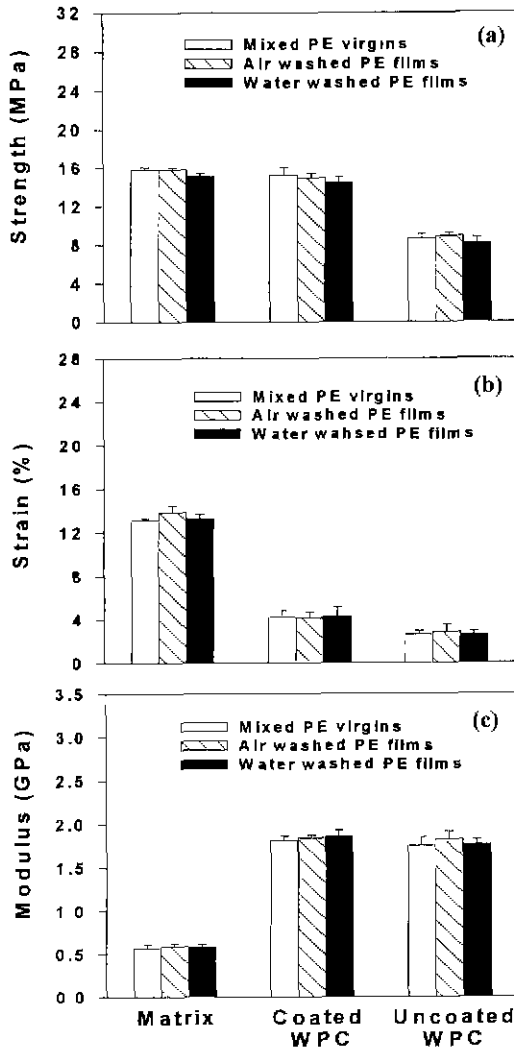 (a)
Mixed PE virgins
Air washed PE films
Water washed PE films
Strength (MPa)
32
28
24
20
16
12
8
4
0
(b)
Mixed PE virgins
Air washed PE films
Water wahsed PE films
Strain (%)
28
24
20
16
12
8
4
0
(c)
Mixed PE virgins
Air washed PE films
Water washed PE films
Modulus (GPa)
3.5
3.0
2.5
2.0
1.5
1.0
0.5
0.0
Matrix
Coated
WPC
Uncoated
WPC